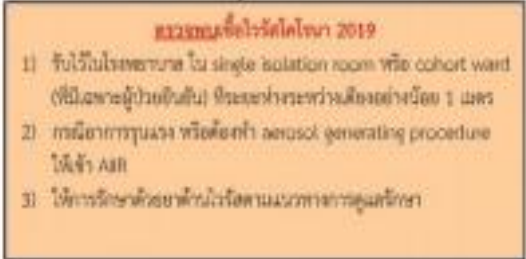 ตรวจพบเชื้อไวรัสโคโรนา 2019
1) รับไว้ในโรงพยาบาล ใน single isolation room หรือ cohort ward
(ที่มีเฉพาะผู้ป่วยยืนยัน) ที่ระยะห่างระหว่างเตียงอย่างน้อย 1 เมตร
2) กรณีอาการรุนแรง หรือต้องทำ aerosol generating procedure
ให้เข้า AIIR
3) ให้การรักษาด้วยยาต้านไวรัสตามแนวทางการดูแลรักษา